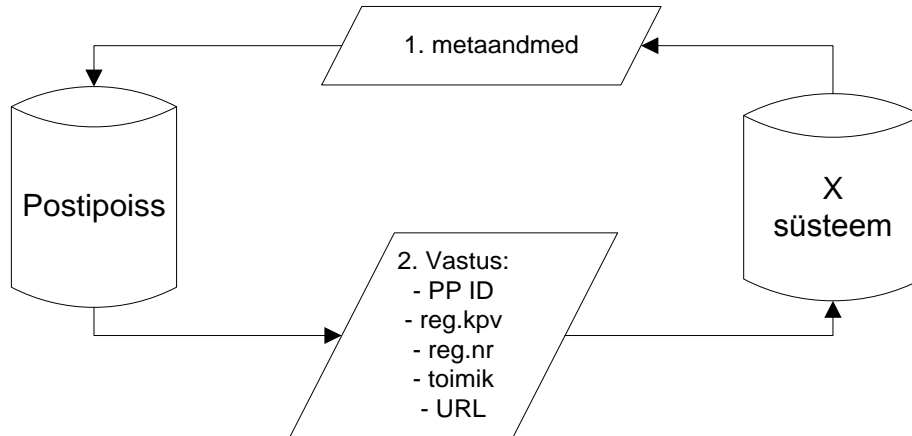 1. metaandmed
Postipoiss
X
süsteem
2. Vastus:
- PP ID
- reg.kpv
- reg.nr
- toimik
- URL